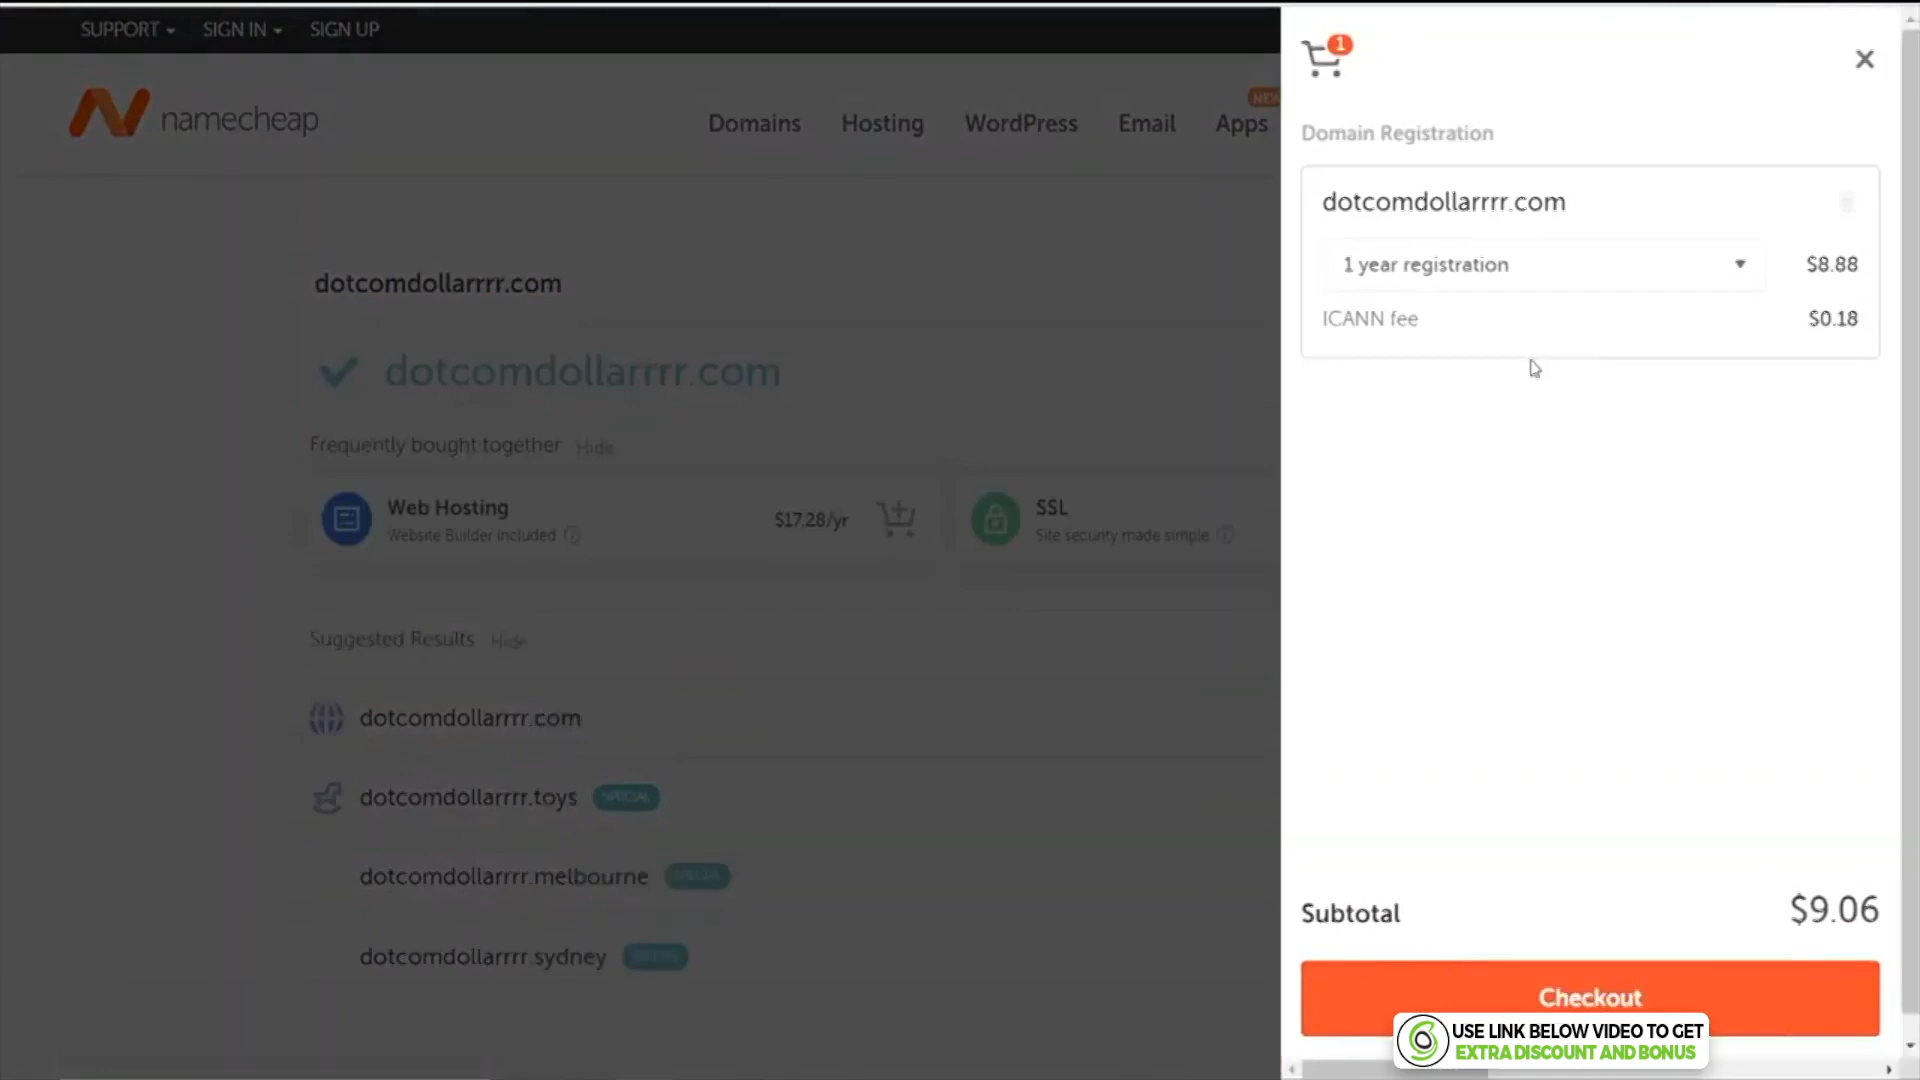 SUPPORT
SIGN IN
SIGN UP
namecheap
Domains
Hosting
WordPress
Email
Apps
NEW
dotcomdollarrrr.com
dotcomdollarrrr.com
Frequently bought together Hide
Web Hosting
Website Builder included
$17.28/yr
SSL
Site security made simple
Suggested Results Hide
dotcomdollarrrr.com
dotcomdollarrrr.toys SPECIAL
dotcomdollarrrr.melbourne
dotcomdollarrrr.sydney
1
Domain Registration
dotcomdollarrrr.com
1 year registration $8.88
ICANN fee $0.18
Subtotal $9.06
Checkout
USE LINK BELOW VIDEO TO GET
EXTRA DISCOUNT AND BONUS